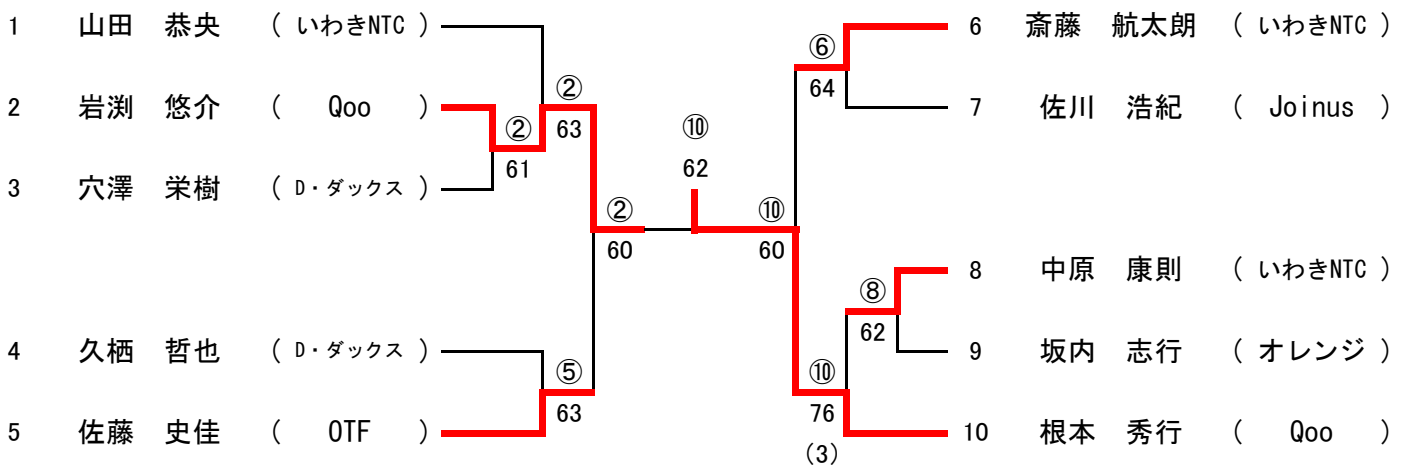 1 山田 恭央 ( いわきNTC )
2 岩渕 悠介 ( Qoo )
3 穴澤 栄樹 ( D・ダックス )
4 久栖 哲也 ( D・ダックス )
5 佐藤 史佳 ( OTF )
② 61
② 63
⑤ 63
② 60
⑩ 62
⑩ 60
⑥ 64
⑧ 62
⑩ 76 (3)
6 斎藤 航太朗 ( いわきNTC )
7 佐川 浩紀 ( Joinus )
8 中原 康則 ( いわきNTC )
9 坂内 志行 ( オレンジ )
10 根本 秀行 ( Qoo )